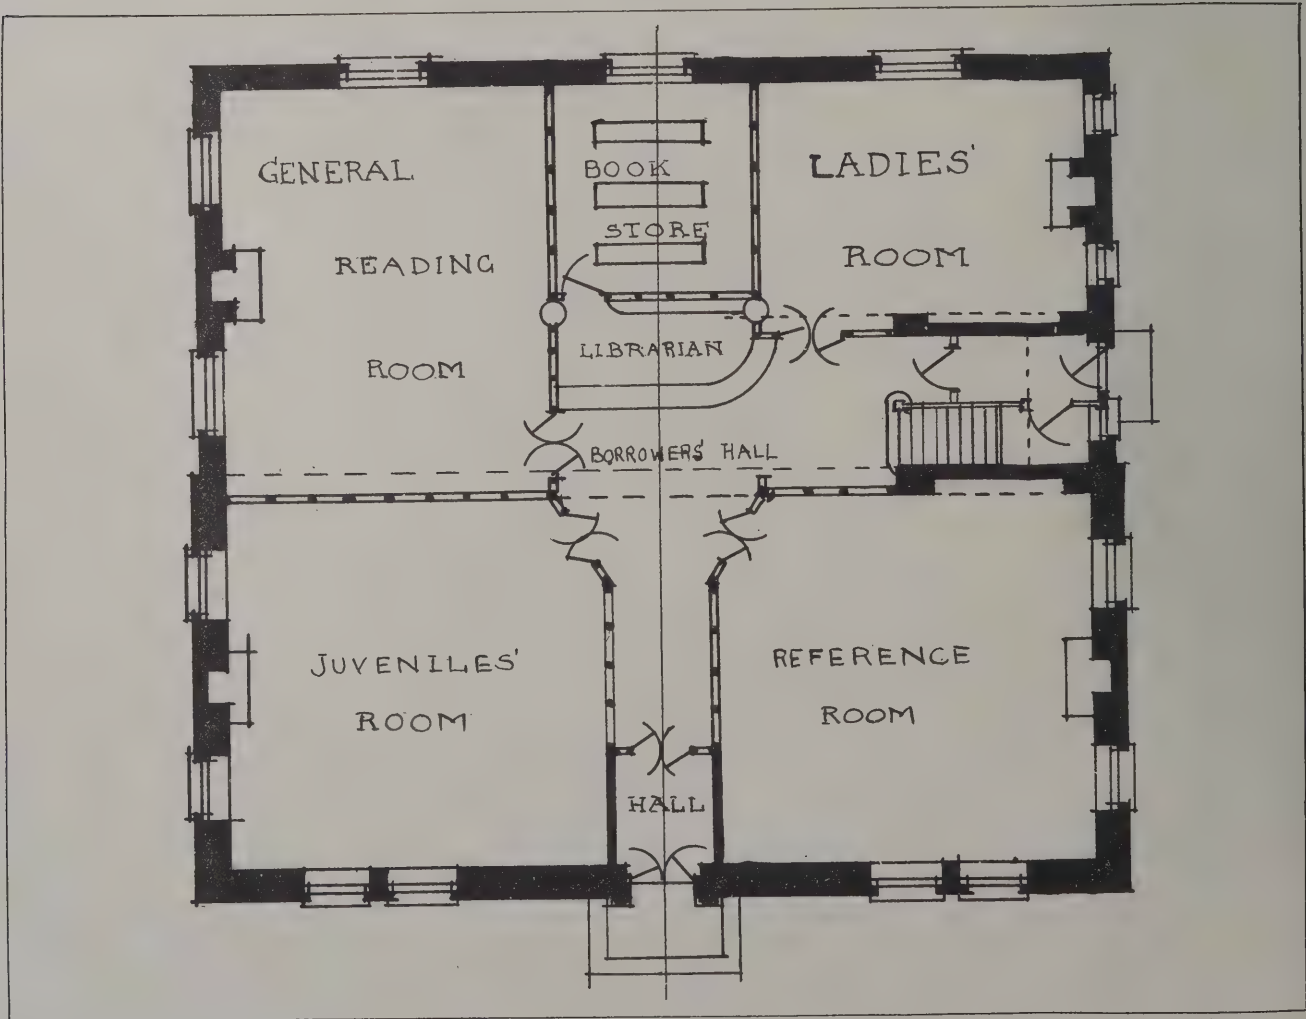 GENERAL
READING
ROOM
BOOK
STORE
LADIES'
ROOM
LIBRARIAN
BORROWERS' HALL
JUVENILES'
ROOM
REFERENCE
ROOM
HALL